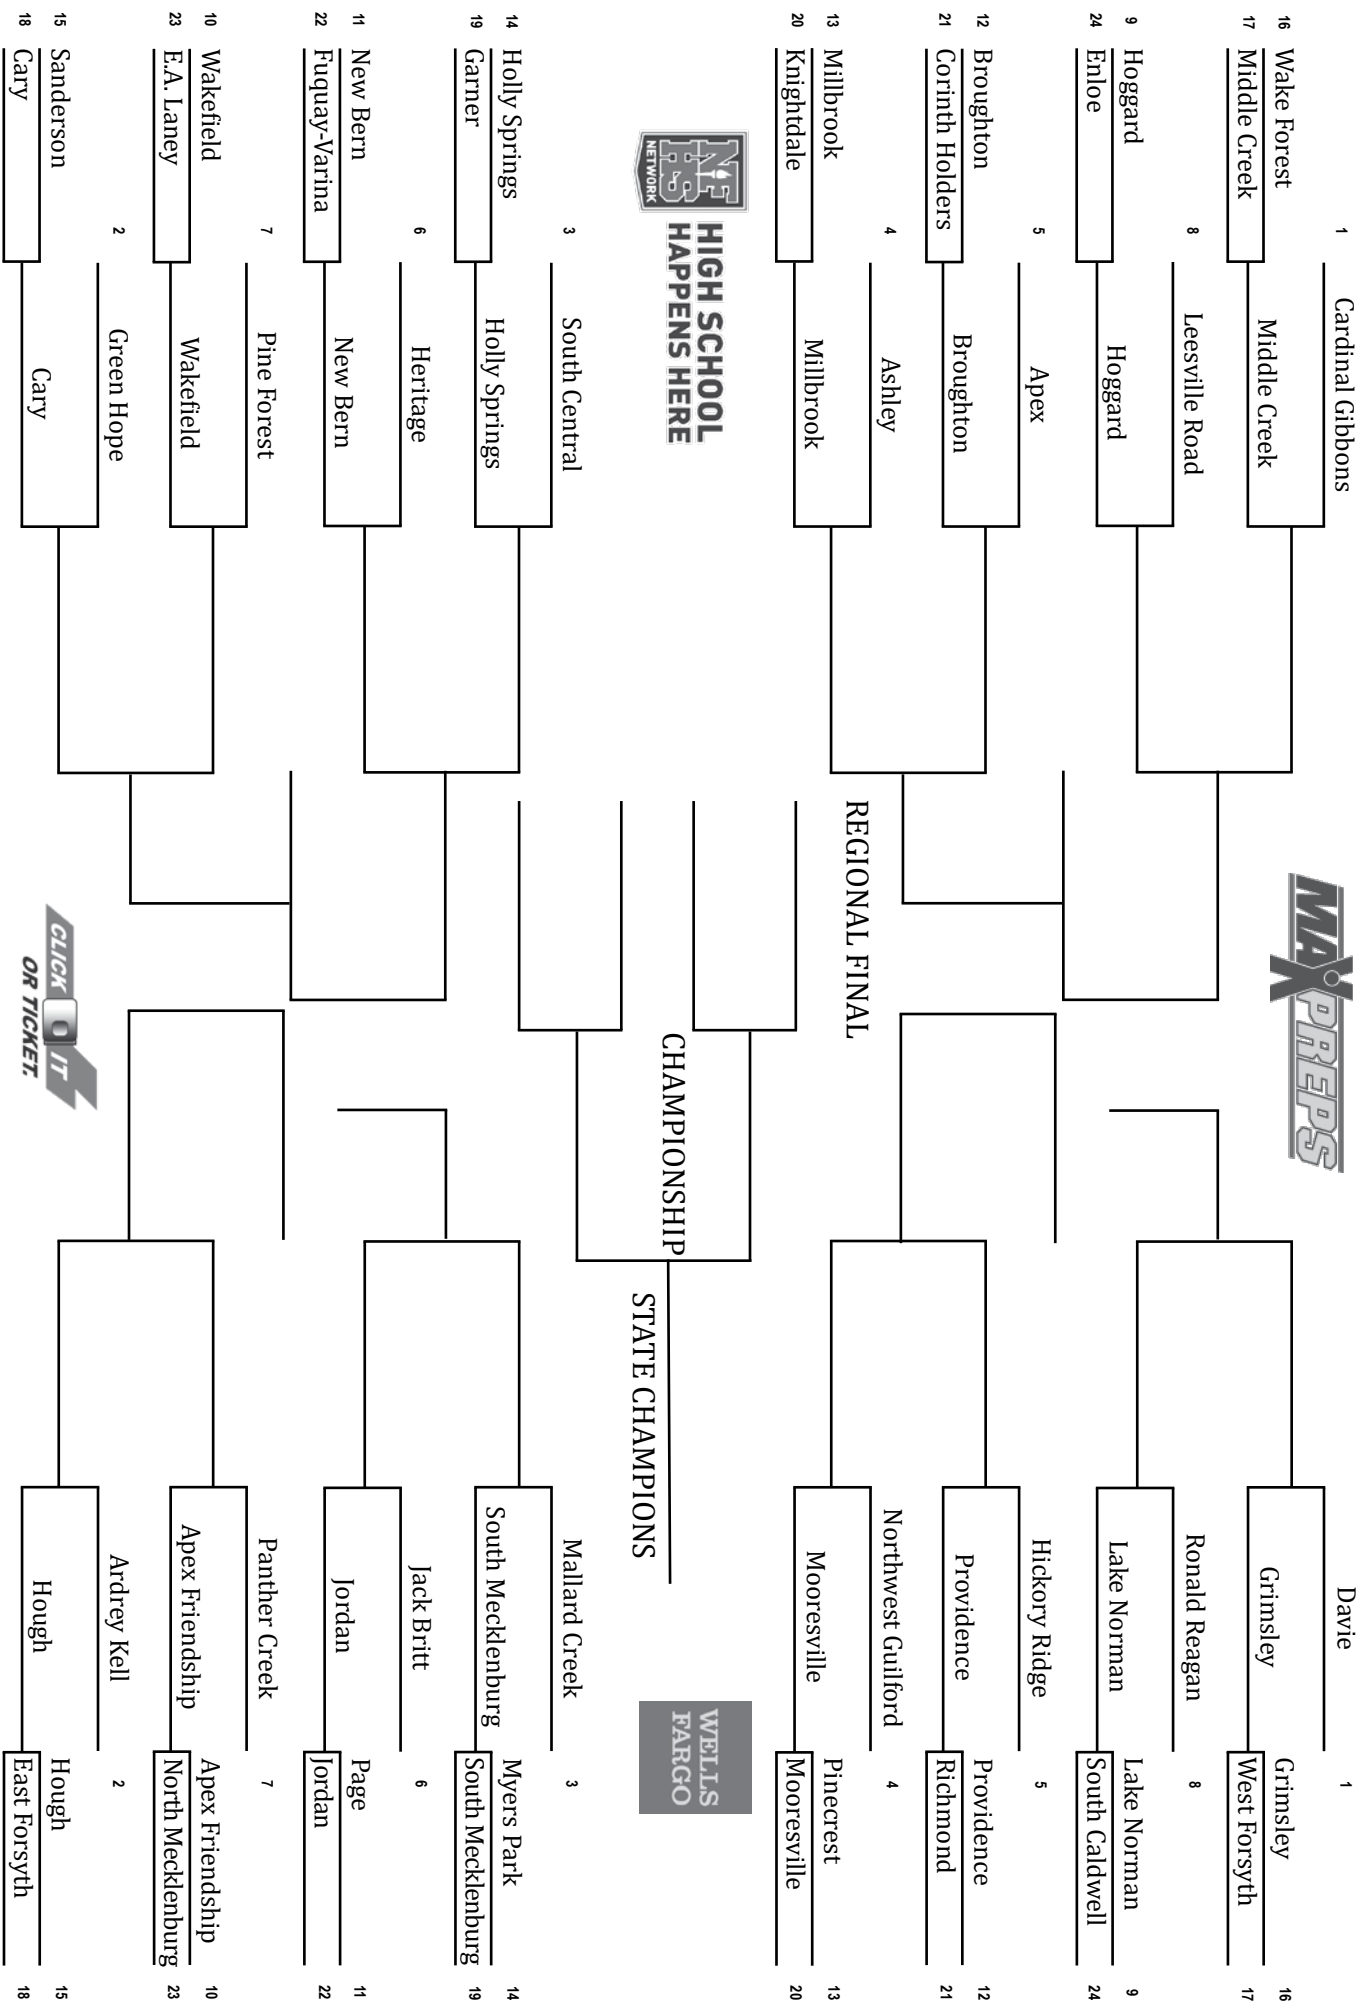 1
Cardinal Gibbons
16 Wake Forest
Middle Creek
17 Middle Creek
8
Leesville Road
9 Hoggard
Hoggard
24 Enloe
5
Apex
12 Broughton
Broughton
21 Corinth Holders
4
Ashley
13 Millbrook
Millbrook
20 Knightdale
NF
HS
NETWORK
HIGH SCHOOL
HAPPENS HERE
3
South Central
14 Holly Springs
Holly Springs
19 Garner
6
Heritage
11 New Bern
New Bern
22 Fuquay-Varina
7
Pine Forest
10 Wakefield
Wakefield
23 E.A. Laney
2
Green Hope
15 Sanderson
Cary
18 Cary
MAXPREPS
REGIONAL FINAL
CHAMPIONSHIP
STATE CHAMPIONS
CLICK IT
OR TICKET.
Davie
1
Grimsley 16
Grimsley
West Forsyth 17
Ronald Reagan
8
Lake Norman 9
Lake Norman
South Caldwell 24
Hickory Ridge
5
Providence 12
Providence
Richmond 21
Northwest Guilford
4
Pinecrest 13
Mooresville
Mooresville 20
WELLS
FARGO
Mallard Creek
3
Myers Park 14
South Mecklenburg
South Mecklenburg 19
Jack Britt
6
Page 11
Jordan
Jordan 22
Panther Creek
7
Apex Friendship 10
Apex Friendship
North Mecklenburg 23
Ardrey Kell
2
Hough 15
Hough
East Forsyth 18